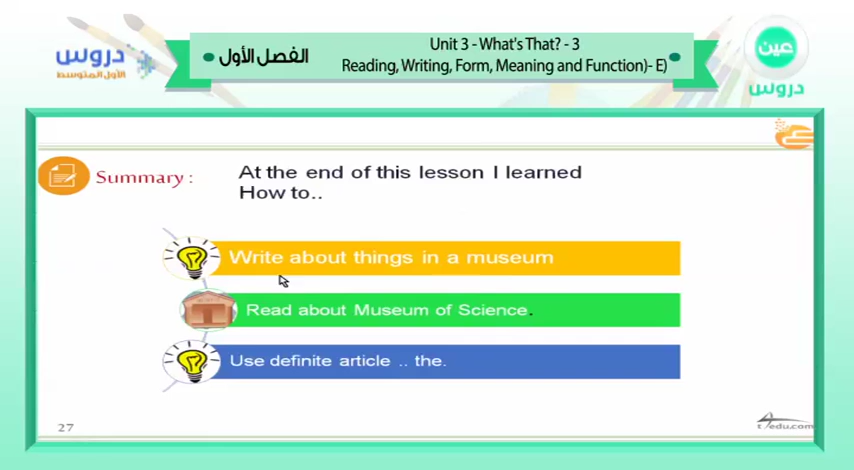 دروس
الأول المتوسط
الفصل الأول
Unit 3 - What's That? - 3
Reading, Writing, Form, Meaning and Function)- E)
عين
دروس
Summary :
At the end of this lesson I learned
How to..
Write about things in a museum
Read about Museum of Science.
Use definite article .. the.
27
edu.com